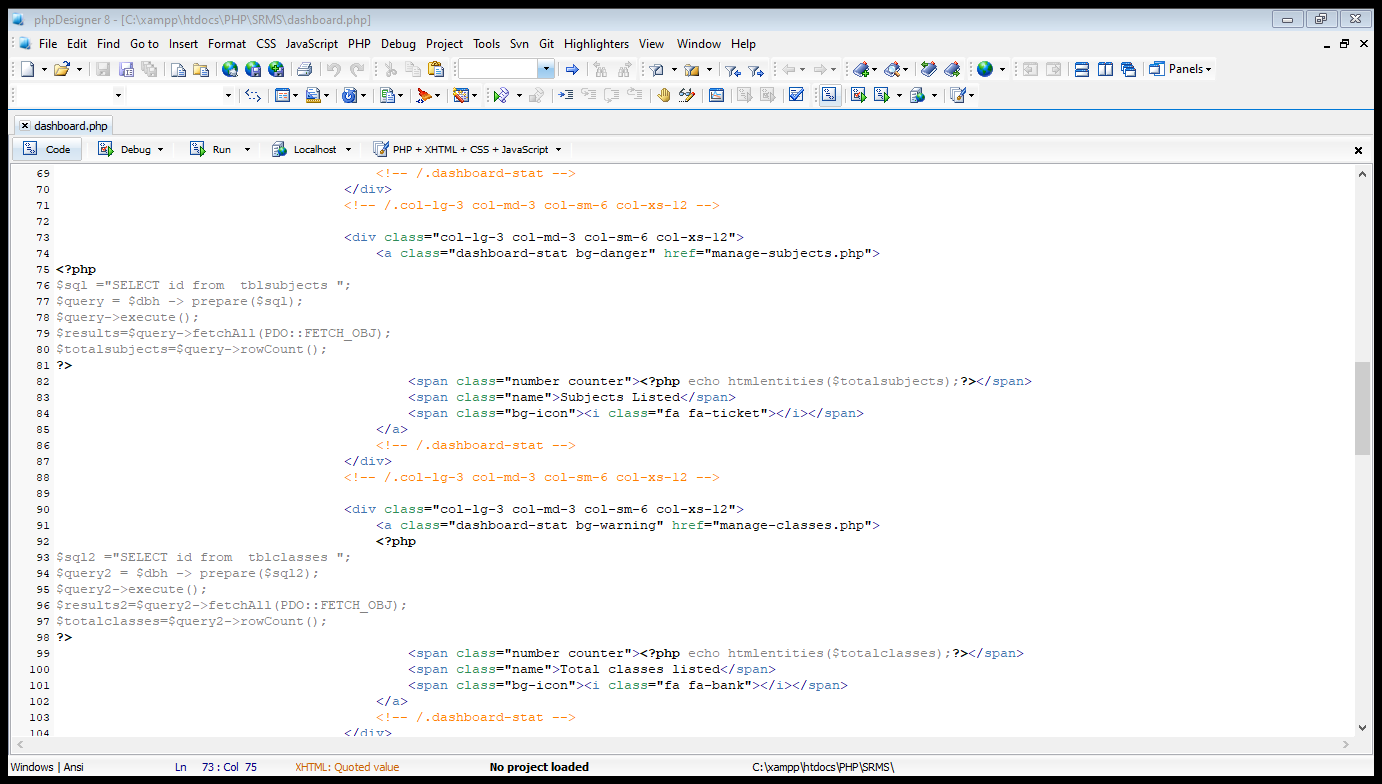 phpDesigner 8 - [C:\xampp\htdocs\PHP\SRMS\dashboard.php]
File Edit Find Go to Insert Format CSS JavaScript PHP Debug Project Tools Svn Git Highlighters View Window Help
Panels
dashboard.php
Code Debug Run Localhost PHP + XHTML + CSS + JavaScript
69 <!-- /.dashboard-stat -->
70 </div>
71 <!-- /.col-lg-3 col-md-3 col-sm-6 col-xs-12 -->
72
73 <div class="col-lg-3 col-md-3 col-sm-6 col-xs-12">
74 <a class="dashboard-stat bg-danger" href="manage-subjects.php">
75 <?php
76 $sql ="SELECT id from  tblsubjects ";
77 $query = $dbh -> prepare($sql);
78 $query->execute();
79 $results=$query->fetchAll(PDO::FETCH_OBJ);
80 $totalsubjects=$query->rowCount();
81 ?>
82 <span class="number counter"><?php echo htmlentities($totalsubjects);?></span>
83 <span class="name">Subjects Listed</span>
84 <span class="bg-icon"><i class="fa fa-ticket"></i></span>
85 </a>
86 <!-- /.dashboard-stat -->
87 </div>
88 <!-- /.col-lg-3 col-md-3 col-sm-6 col-xs-12 -->
89
90 <div class="col-lg-3 col-md-3 col-sm-6 col-xs-12">
91 <a class="dashboard-stat bg-warning" href="manage-classes.php">
92 <?php
93 $sql2 ="SELECT id from  tblclasses ";
94 $query2 = $dbh -> prepare($sql2);
95 $query2->execute();
96 $results2=$query2->fetchAll(PDO::FETCH_OBJ);
97 $totalclasses=$query2->rowCount();
98 ?>
99 <span class="number counter"><?php echo htmlentities($totalclasses);?></span>
100 <span class="name">Total classes listed</span>
101 <span class="bg-icon"><i class="fa fa-bank"></i></span>
102 </a>
103 <!-- /.dashboard-stat -->
104 </div>
Windows | Ansi Ln 73 : Col 75 XHTML: Quoted value No project loaded C:\xampp\htdocs\PHP\SRMS\